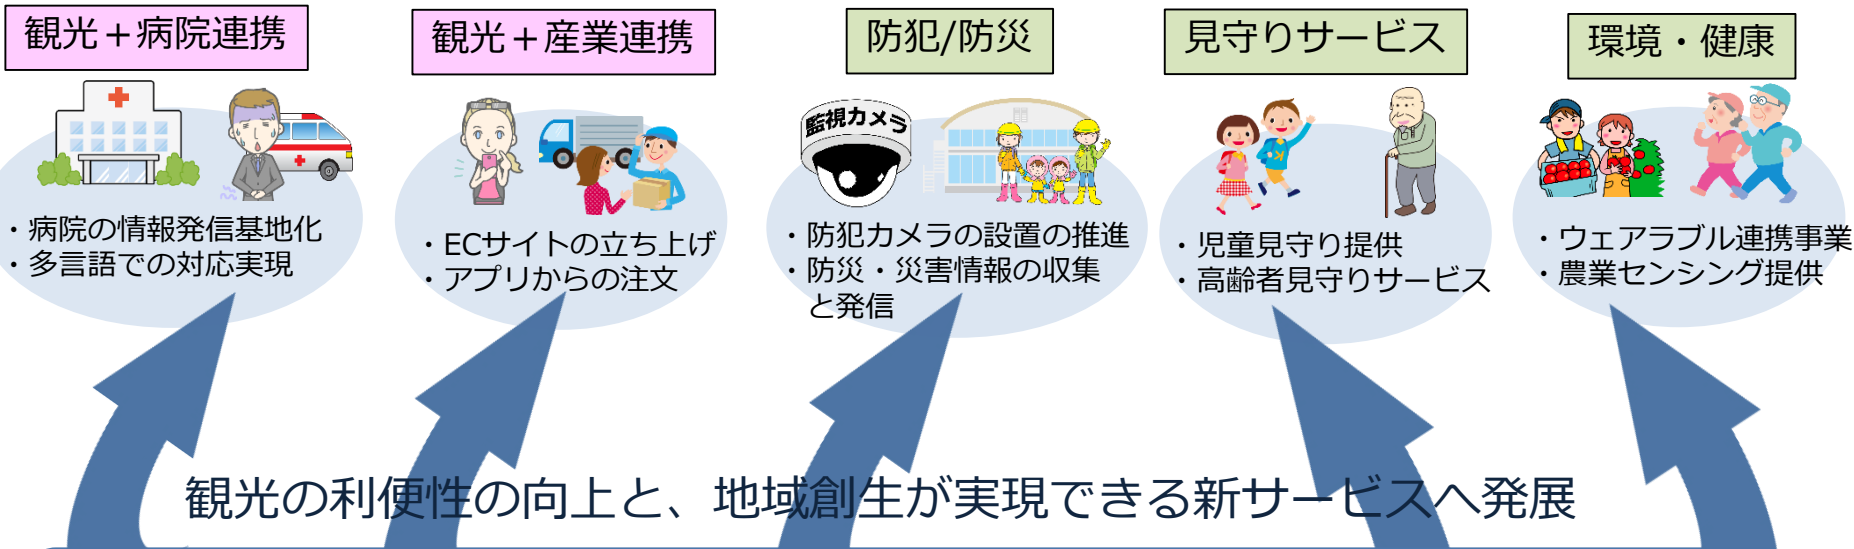 観光＋病院連携
・病院の情報発信基地化
・多言語での対応実現
観光＋産業連携
・ECサイトの立ち上げ
・アプリからの注文
防犯/防災
監視カメラ
・防犯カメラの設置の推進
・防災・災害情報の収集
と発信
見守りサービス
・児童見守り提供
・高齢者見守りサービス
環境・健康
・ウェアラブル連携事業
・農業センシング提供
観光の利便性の向上と、地域創生が実現できる新サービスへ発展